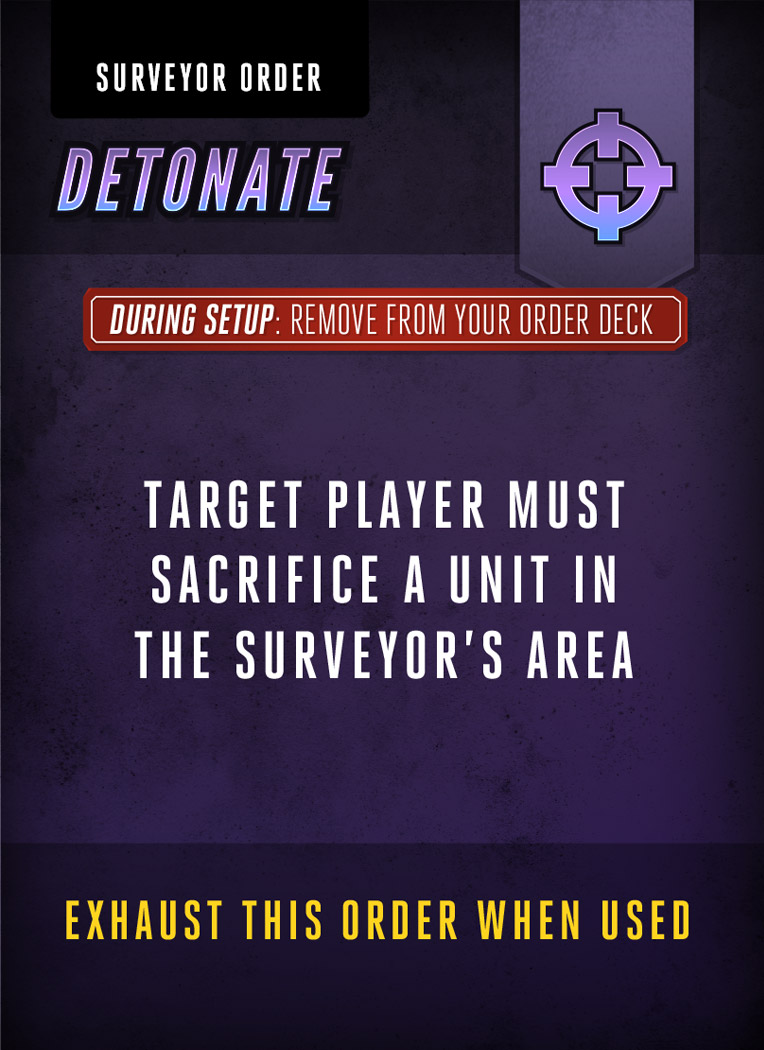 SURVEYOR ORDER
DETONATE
DURING SETUP: REMOVE FROM YOUR ORDER DECK
TARGET PLAYER MUST
SACRIFICE A UNIT IN
THE SURVEYOR'S AREA
EXHAUST THIS ORDER WHEN USED